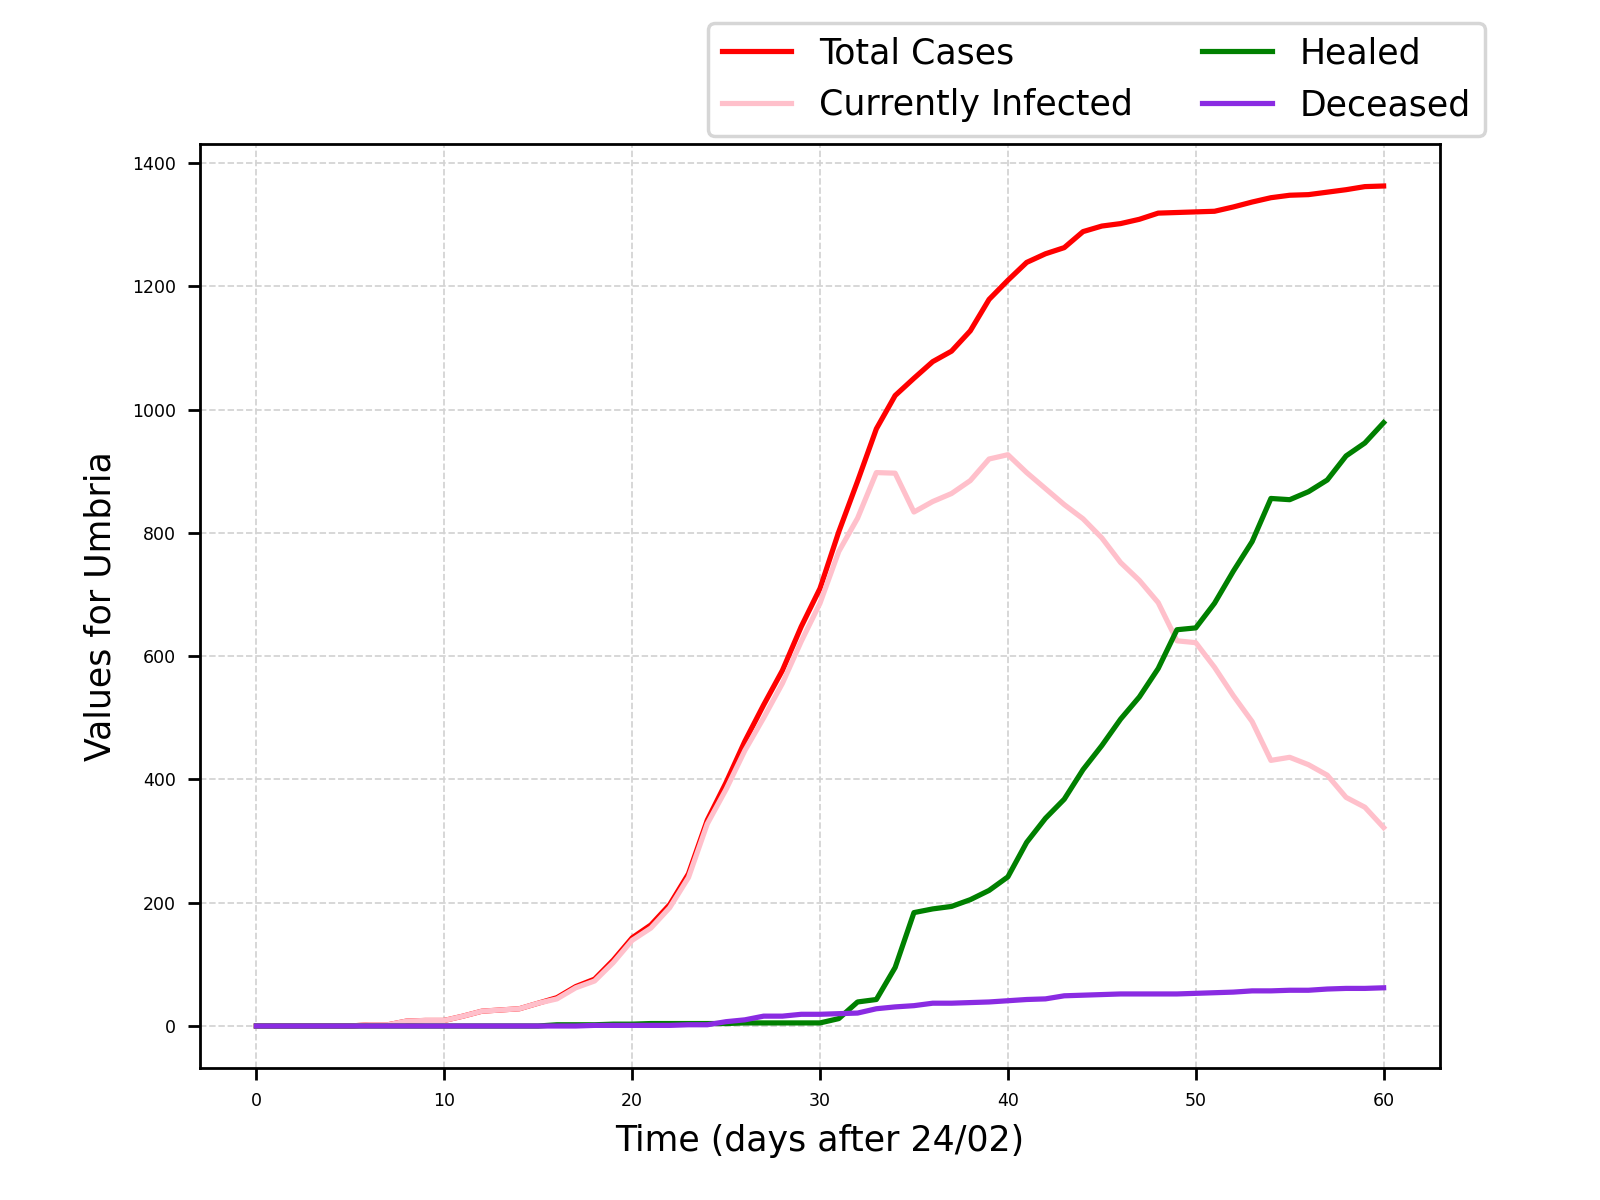 Total Cases
Currently Infected
Healed
Deceased
Values for Umbria
1400
1200
1000
800
600
400
200
0
0 10 20 30 40 50 60
Time (days after 24/02)